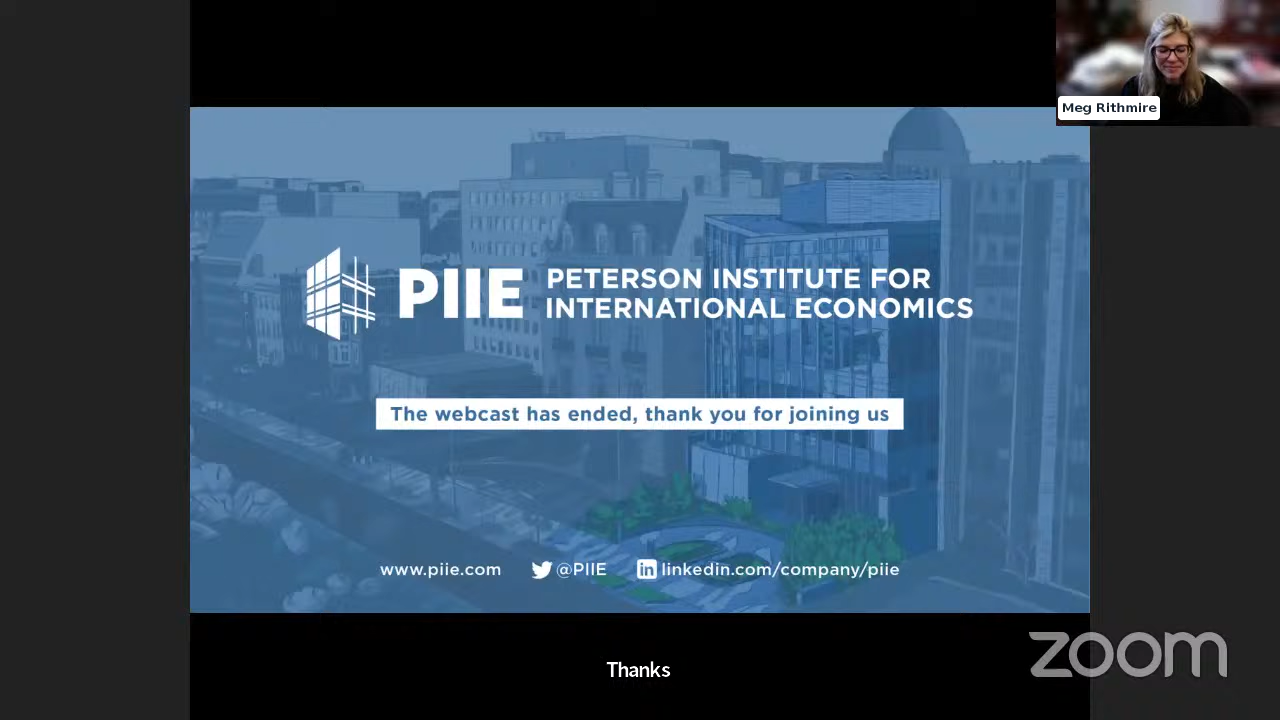 Meg Rithmire
PIIE
PETERSON INSTITUTE FOR
INTERNATIONAL ECONOMICS
The webcast has ended, thank you for joining us
www.piie.com
@PIIE
in
linkedin.com/company/piie
Thanks
zoom